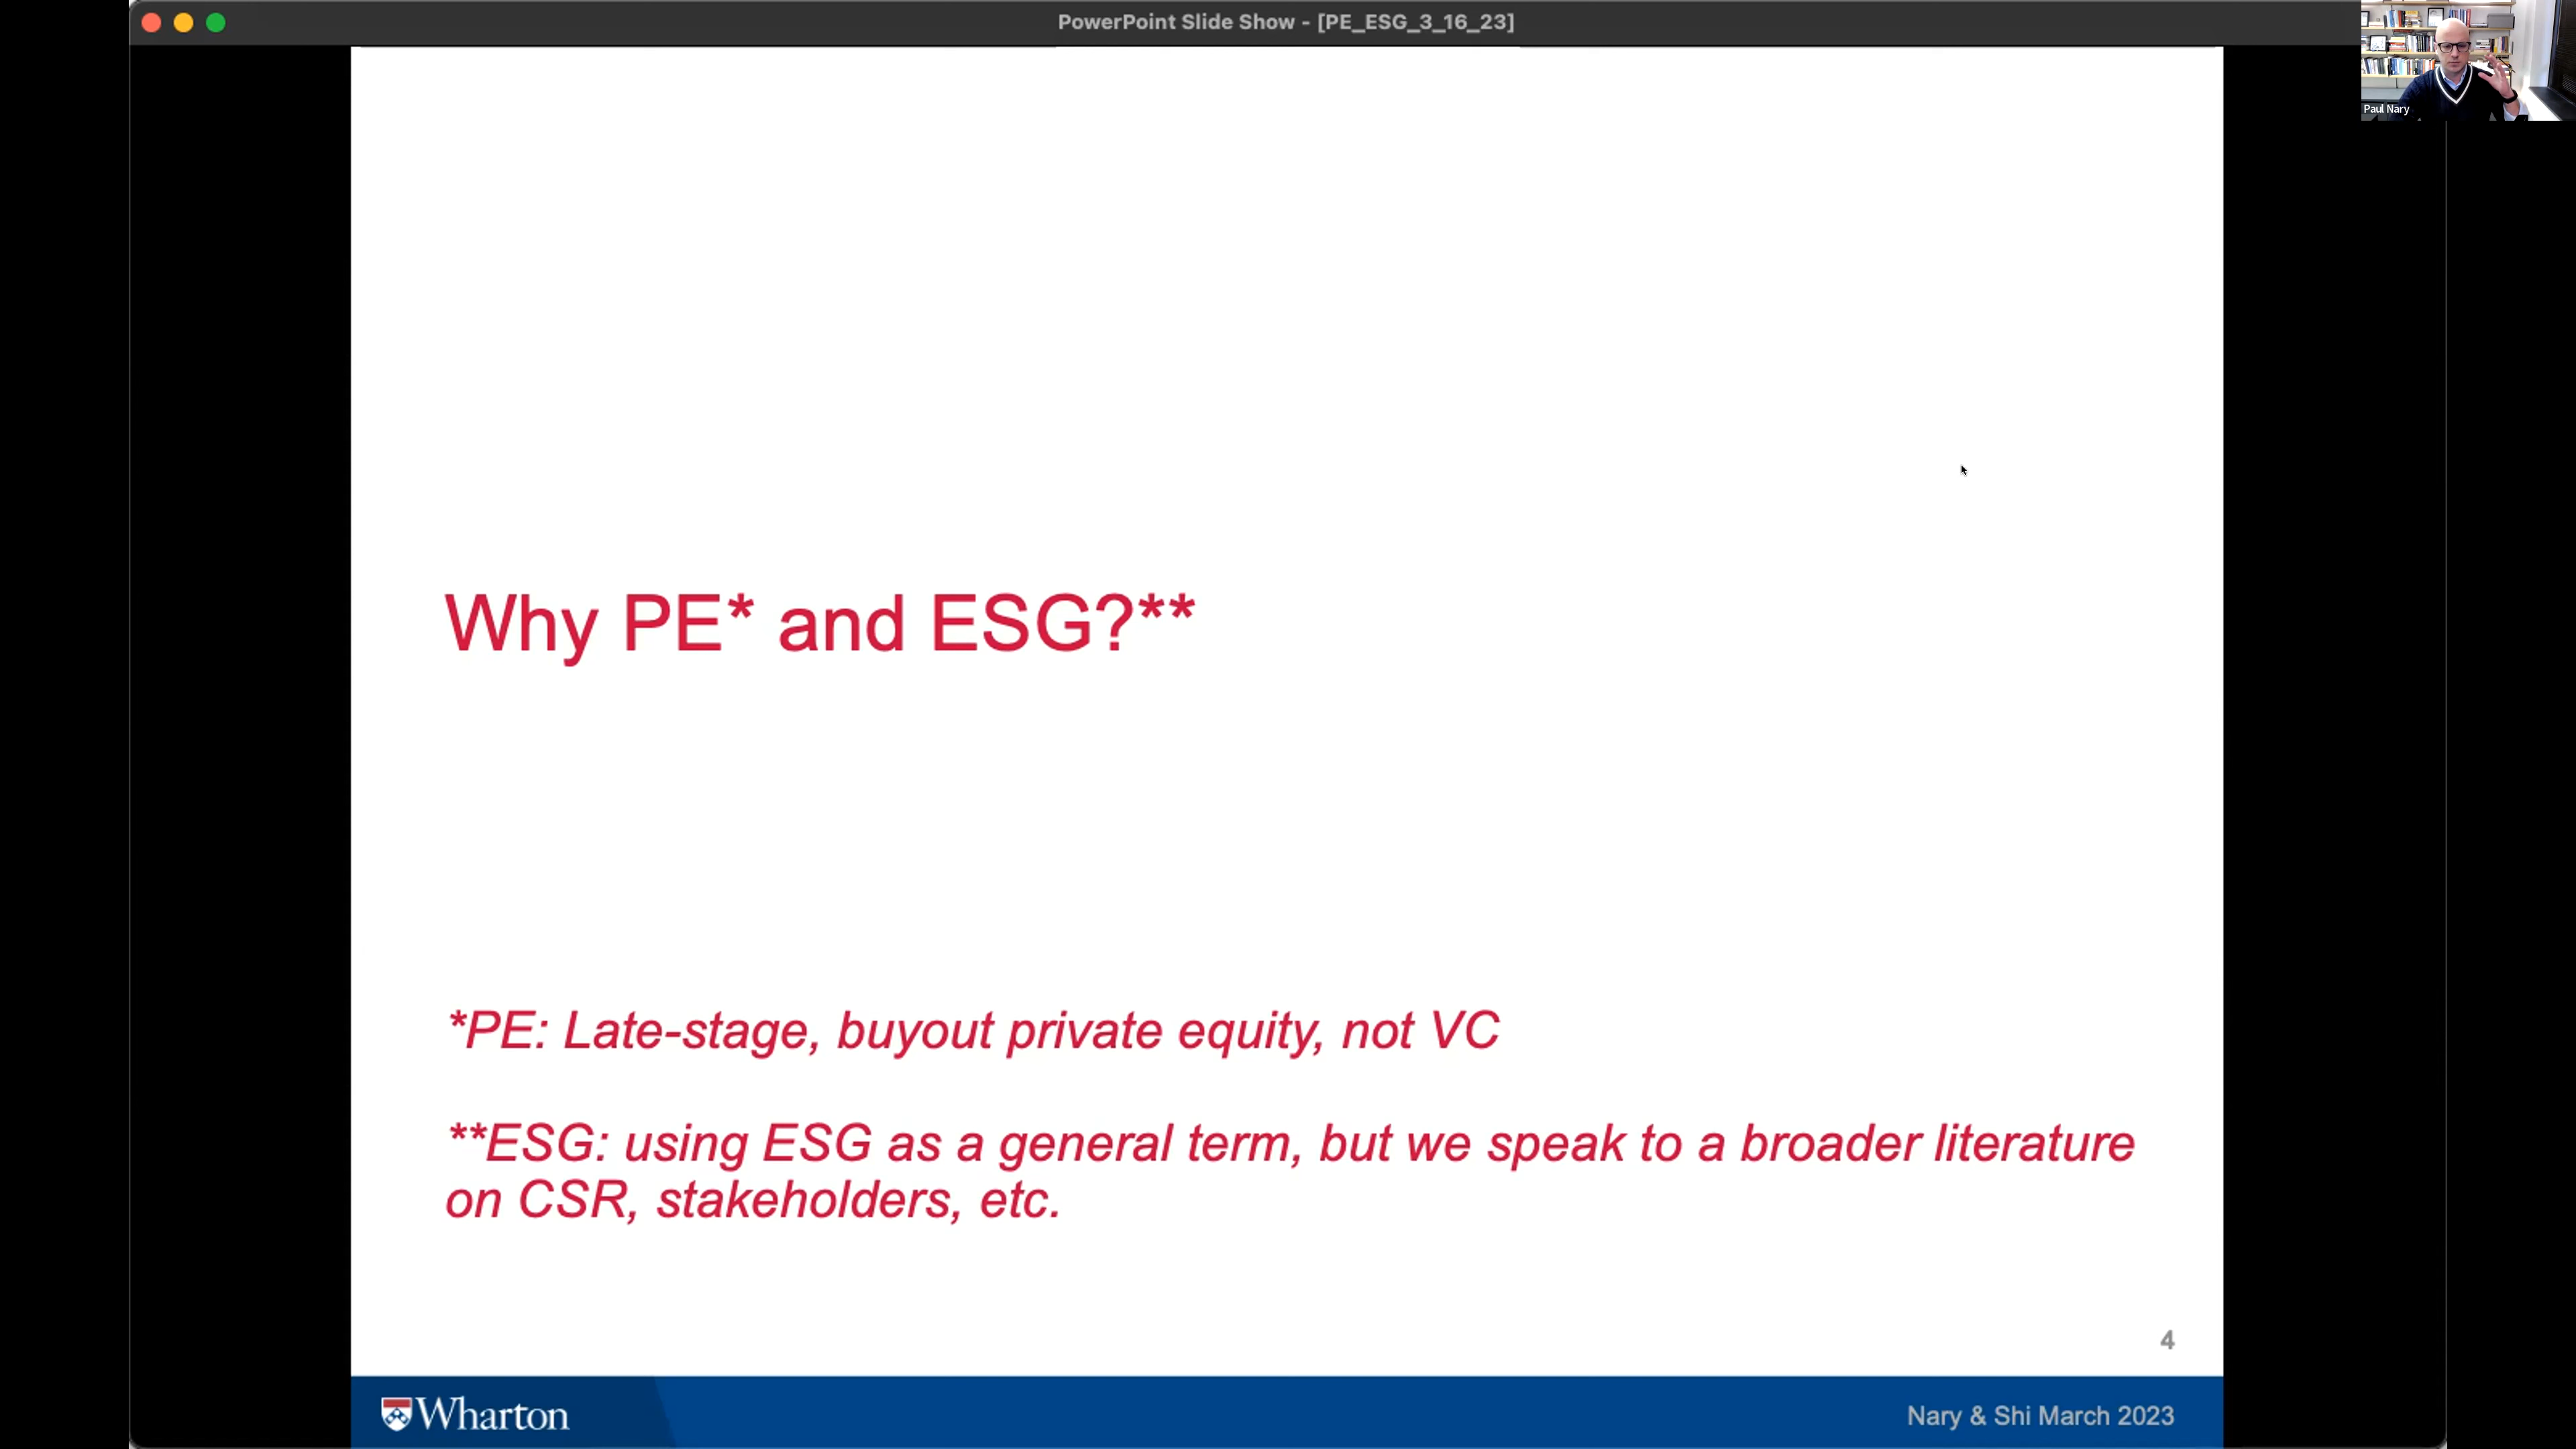 PowerPoint Slide Show - [PE_ESG_3_16_23]
Paul Nary
Why PE* and ESG?**
*PE: Late-stage, buyout private equity, not VC
**ESG: using ESG as a general term, but we speak to a broader literature
on CSR, stakeholders, etc.
4
Wharton
Nary & Shi March 2023